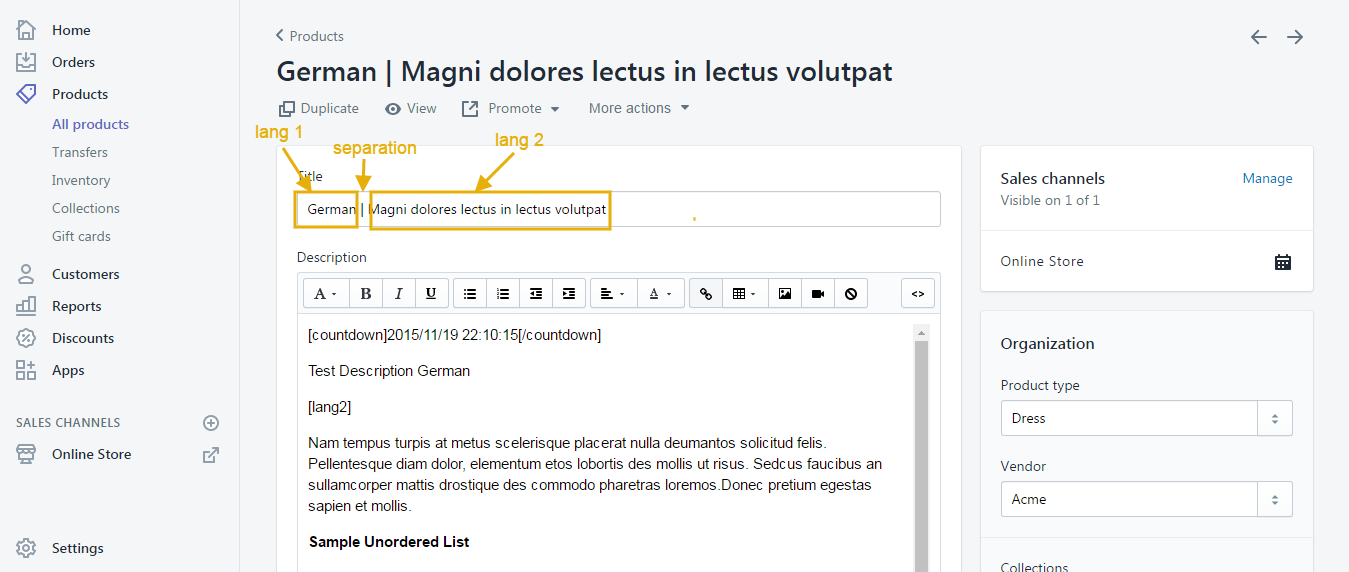 Home
Orders
Products
All products
Transfers
Inventory
Collections
Gift cards
Customers
Reports
Discounts
Apps
SALES CHANNELS
Online Store
Settings
Products
German | Magni dolores lectus in lectus volutpat
Duplicate View Promote More actions
lang 1
separation
lang 2
Title
German | Magni dolores lectus in lectus volutpat
Description
A B I U A <>
[countdown]2015/11/19 22:10:15[/countdown]
Test Description German
[lang2]
Nam tempus turpis at metus scelerisque placerat nulla deumantos solicitud felis.
Pellentesque diam dolor, elementum etos lobortis des mollis ut risus. Sedcus faucibus an
sullamcorper mattis drostique des commodo pharetras loremos.Donec pretium egestas
sapien et mollis.
Sample Unordered List
Sales channels Manage
Visible on 1 of 1
Online Store
Organization
Product type
Dress
Vendor
Acme
Collections